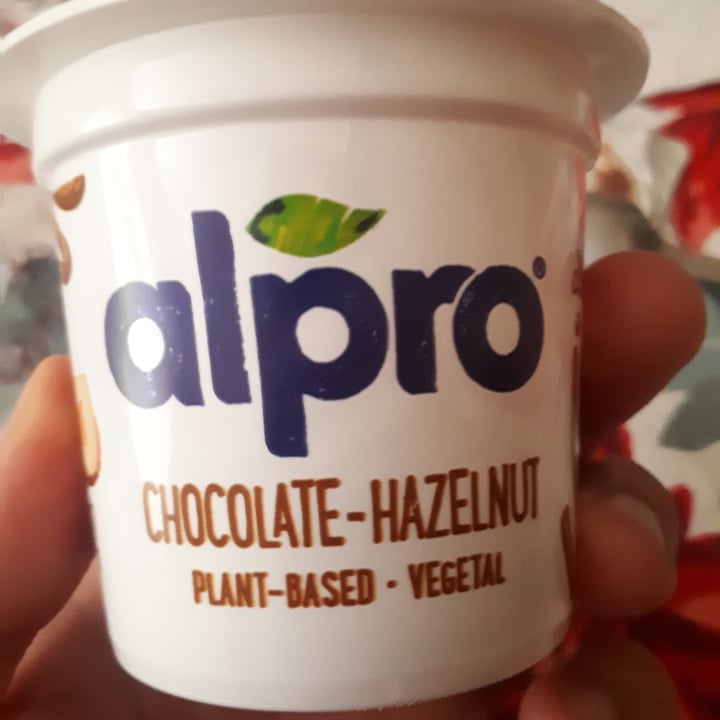 alpro®
CHOCOLATE-HAZELNUT
PLANT-BASED · VEGETAL